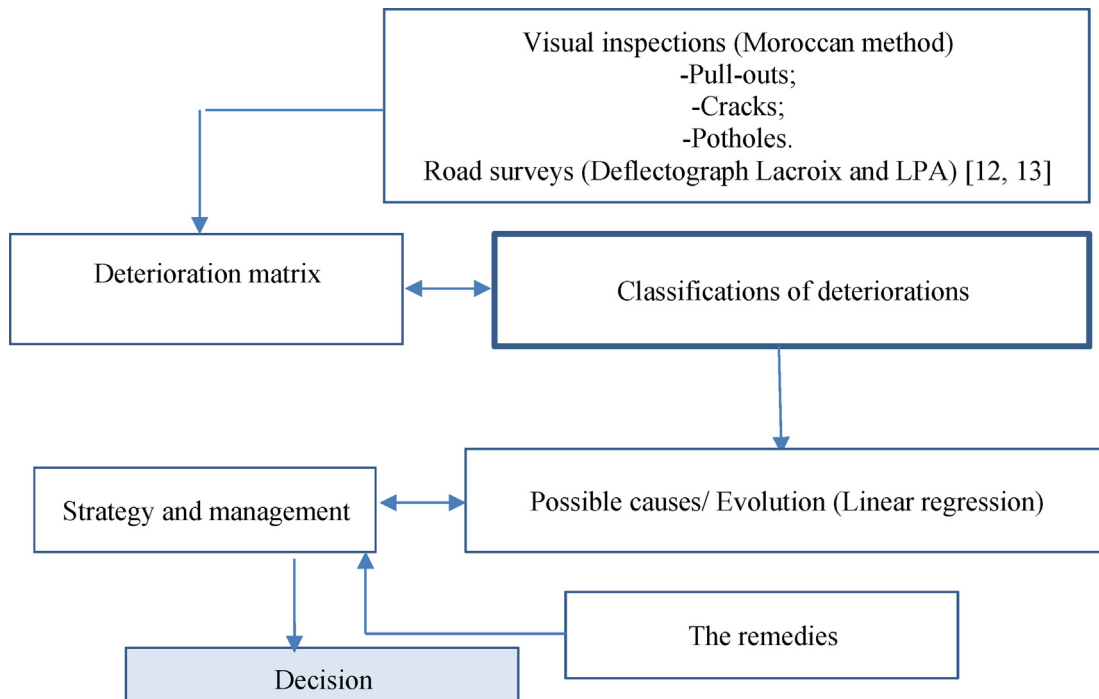 Visual inspections (Moroccan method)
-Pull-outs;
-Cracks;
-Potholes.
Road surveys (Deflectograph Lacroix and LPA) [12, 13]
Deterioration matrix
Classifications of deteriorations
Strategy and management
Possible causes/ Evolution (Linear regression)
The remedies
Decision